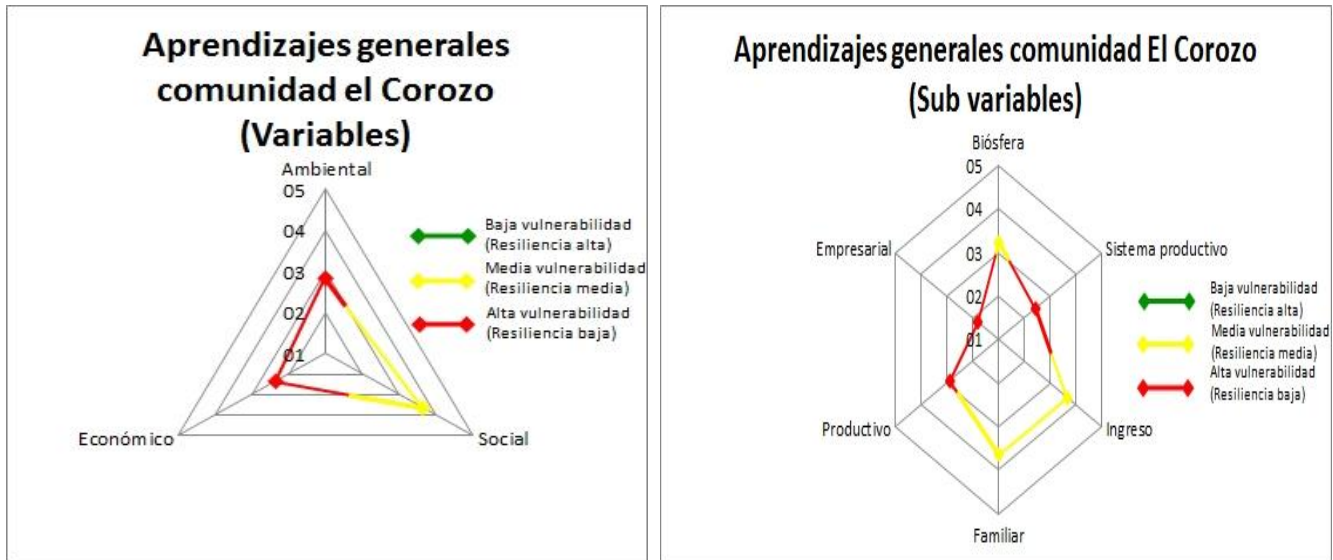 Aprendizajes generales
comunidad el Corozo
(Variables)
Ambiental
05
04
03
02
01
Económico
Social
Baja vulnerabilidad
(Resiliencia alta)
Media vulnerabilidad
(Resiliencia media)
Alta vulnerabilidad
(Resiliencia baja)
Aprendizajes generales comunidad El Corozo
(Sub variables)
Biósfera
05
04
03
02
01
Empresarial
Sistema productivo
Productivo
Ingreso
Familiar
Baja vulnerabilidad
(Resiliencia alta)
Media vulnerabilidad
(Resiliencia media)
Alta vulnerabilidad
(Resiliencia baja)